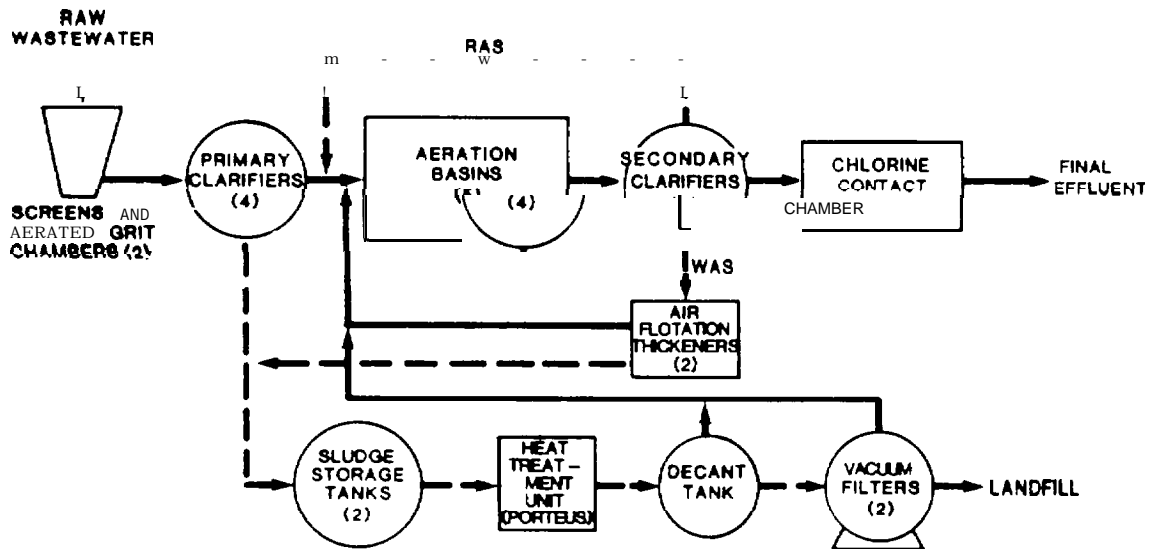 RAW
WASTEWATER
RAS
PRIMARY
CLARIFIERS
(4)
AERATION
BASINS
(4)
SECONDARY
CLARIFIERS
CHLORINE
CONTACT
CHAMBER
FINAL
EFFLUENT
SCREENS AND
AERATED GRIT
CHAMBERS (2)
WAS
AIR
FLOTATION
THICKENERS
(2)
SLUDGE
STORAGE
TANKS
(2)
HEAT
TREAT-
MENT
UNIT
(PORTEUS)
DECANT
TANK
VACUUM
FILTERS
(2)
LANDFILL